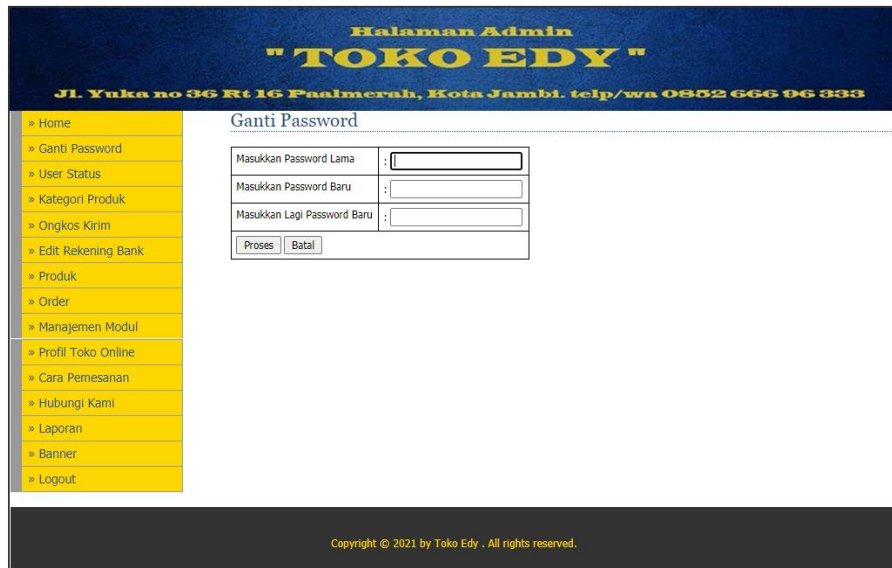 Halaman Admin
" TOKO EDY "
Jl. Yuka no 36 Rt 16 Paalmerah, Kota Jambi. telp/wa 0852 666 96 333
» Home
» Ganti Password
» User Status
» Kategori Produk
» Ongkos Kirim
» Edit Rekening Bank
» Produk
» Order
» Manajemen Modul
» Profil Toko Online
» Cara Pemesanan
» Hubungi Kami
» Laporan
» Banner
» Logout
Ganti Password
Masukkan Password Lama :
Masukkan Password Baru :
Masukkan Lagi Password Baru :
Proses Batal
Copyright © 2021 by Toko Edy . All rights reserved.